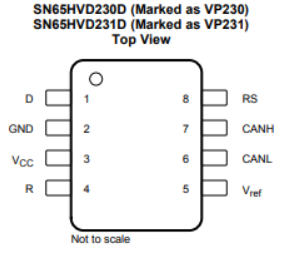 SN65HVD230D (Marked as VP230)
SN65HVD231D (Marked as VP231)
Top View
D 1 8 RS
GND 2 7 CANH
VCC 3 6 CANL
R 4 5 Vref
Not to scale